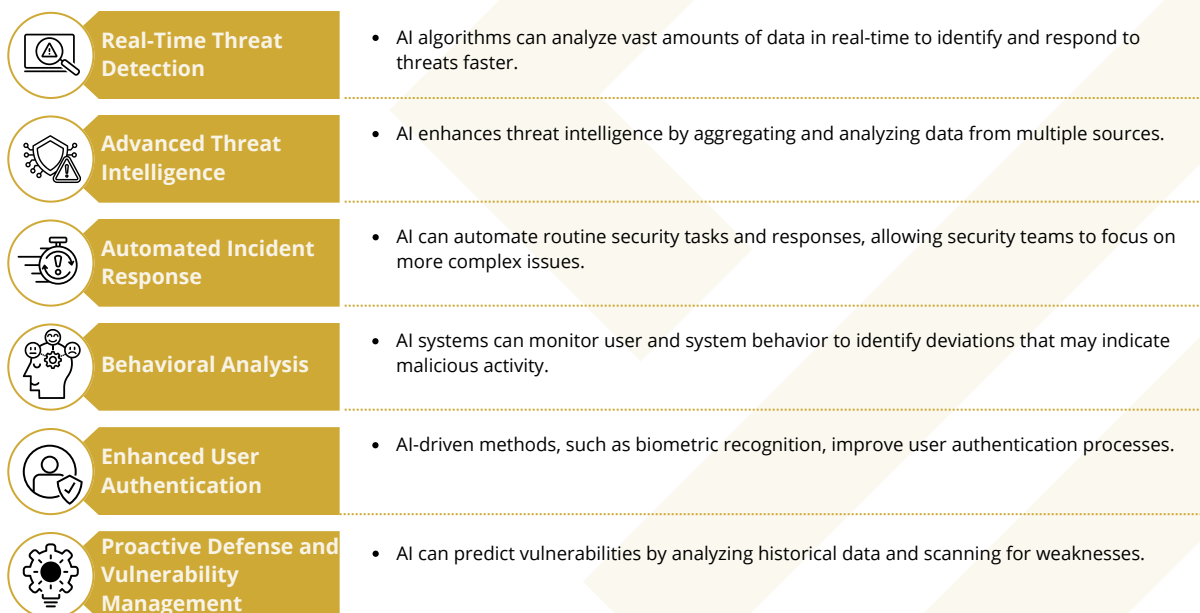 Real-Time Threat
Detection
• AI algorithms can analyze vast amounts of data in real-time to identify and respond to
threats faster.
Advanced Threat
Intelligence
• AI enhances threat intelligence by aggregating and analyzing data from multiple sources.
Automated Incident
Response
• AI can automate routine security tasks and responses, allowing security teams to focus on
more complex issues.
Behavioral Analysis
• AI systems can monitor user and system behavior to identify deviations that may indicate
malicious activity.
Enhanced User
Authentication
• AI-driven methods, such as biometric recognition, improve user authentication processes.
Proactive Defense and
Vulnerability
Management
• AI can predict vulnerabilities by analyzing historical data and scanning for weaknesses.